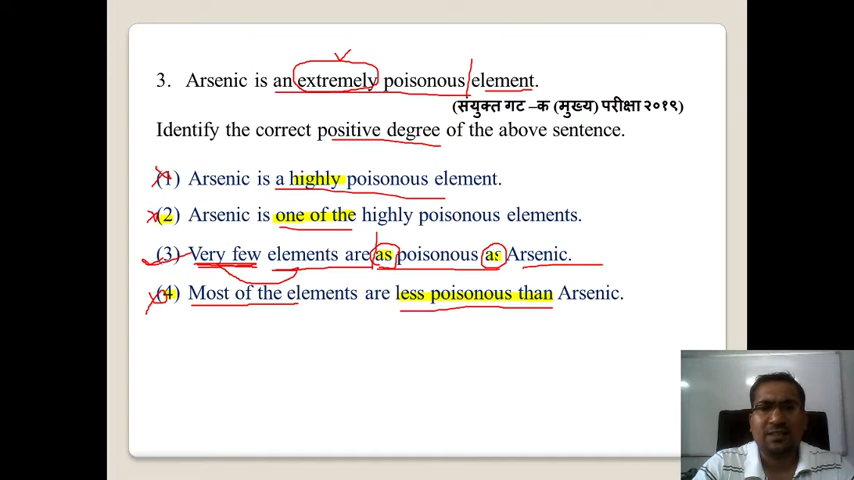 3. Arsenic is an extremely poisonous element.
(संयुक्त गट –क (मुख्य) परीक्षा २०१९)
Identify the correct positive degree of the above sentence.
(1) Arsenic is a highly poisonous element.
(2) Arsenic is one of the highly poisonous elements.
(3) Very few elements are as poisonous as Arsenic.
(4) Most of the elements are less poisonous than Arsenic.